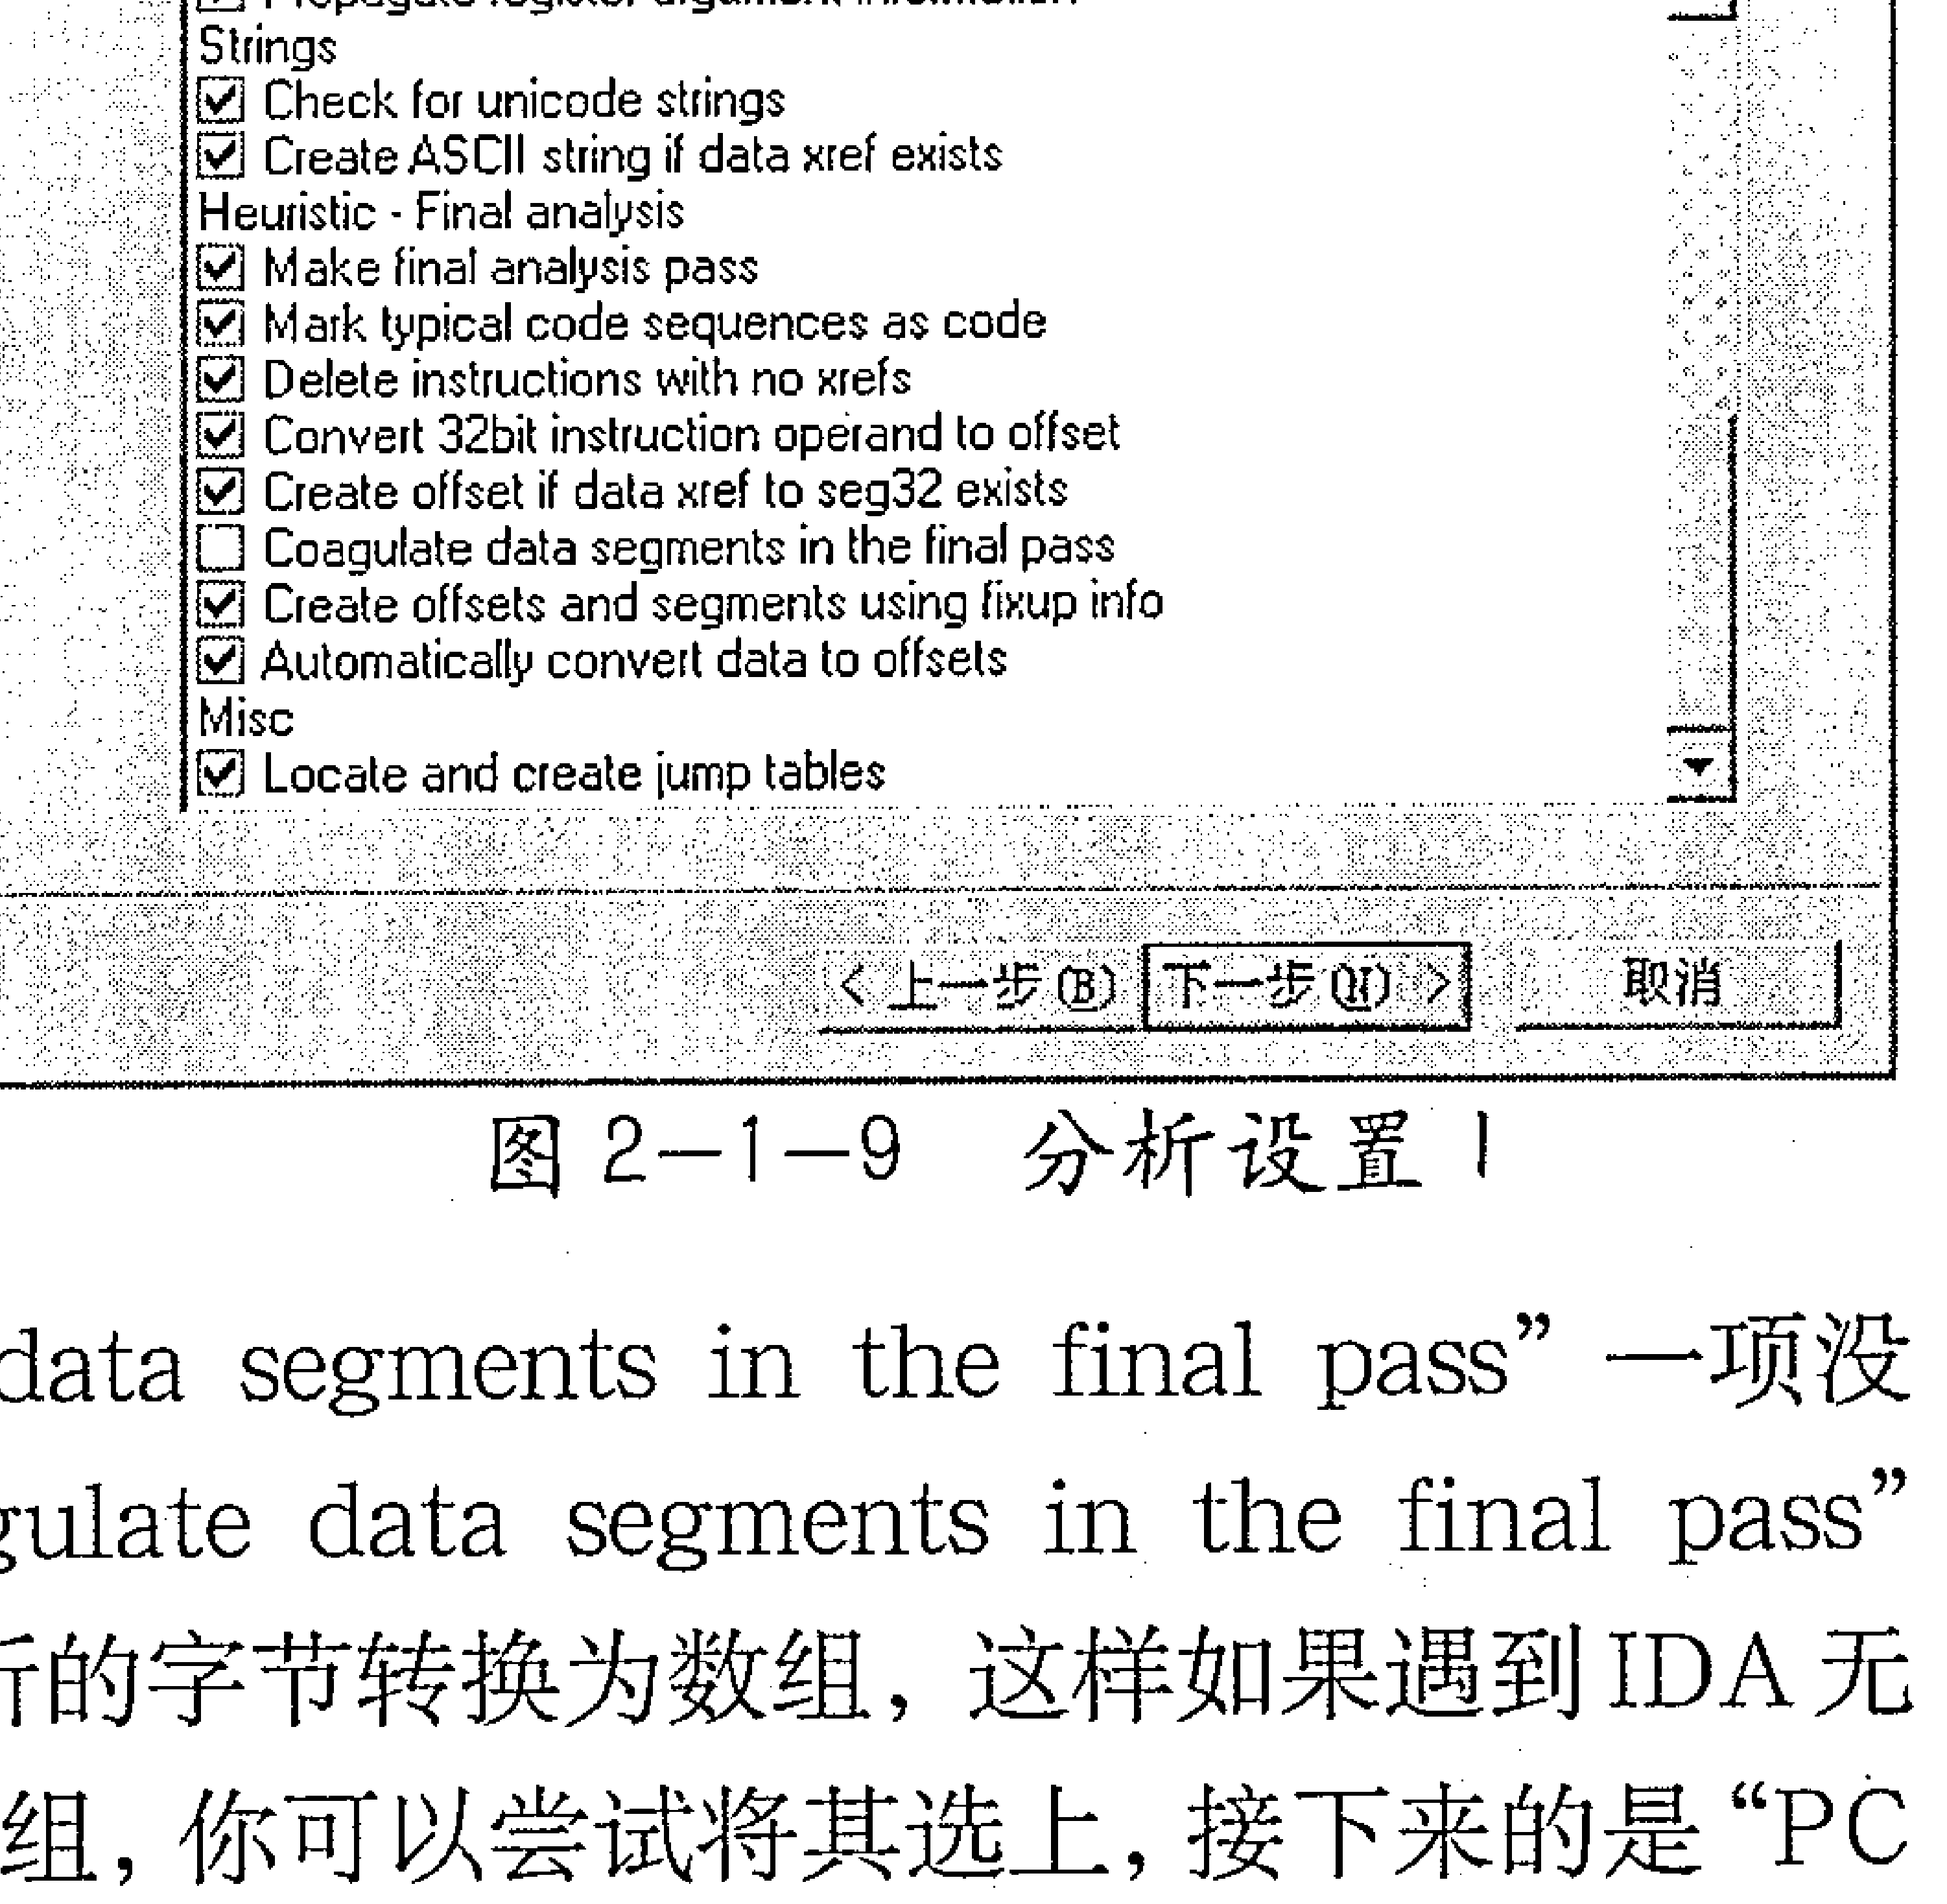 Propagate register argument information
Strings
Check for unicode strings
Create ASCII string if data xref exists
Heuristic - Final analysis
Make final analysis pass
Mark typical code sequences as code
Delete instructions with no xrefs
Convert 32bit instruction operand to offset
Create offset if data xref to seg32 exists
Coagulate data segments in the final pass
Create offsets and segments using fixup info
Automatically convert data to offsets
Misc
Locate and create jump tables
< 上一步(B) 下一步(N) > 取消
图 2-1-9 分析设置 1
data segments in the final pass” 一项没
gulate data segments in the final pass”
的字节转换为数组，这样如果遇到 IDA 无
组，你可以尝试将其选上，接下来的是“PC